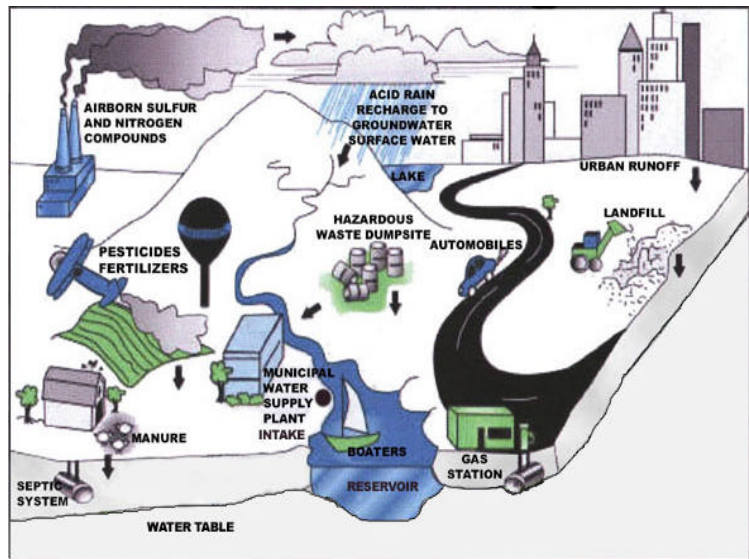 AIRBORN SULFUR
AND NITROGEN
COMPOUNDS
ACID RAIN
RECHARGE TO
GROUNDWATER
SURFACE WATER
LAKE
URBAN RUNOFF
PESTICIDES
FERTILIZERS
HAZARDOUS
WASTE DUMPSITE
AUTOMOBILES
LANDFILL
MUNICIPAL
WATER
SUPPLY
PLANT
INTAKE
MANURE
BOATERS
GAS
STATION
SEPTIC
SYSTEM
RESERVOIR
WATER TABLE